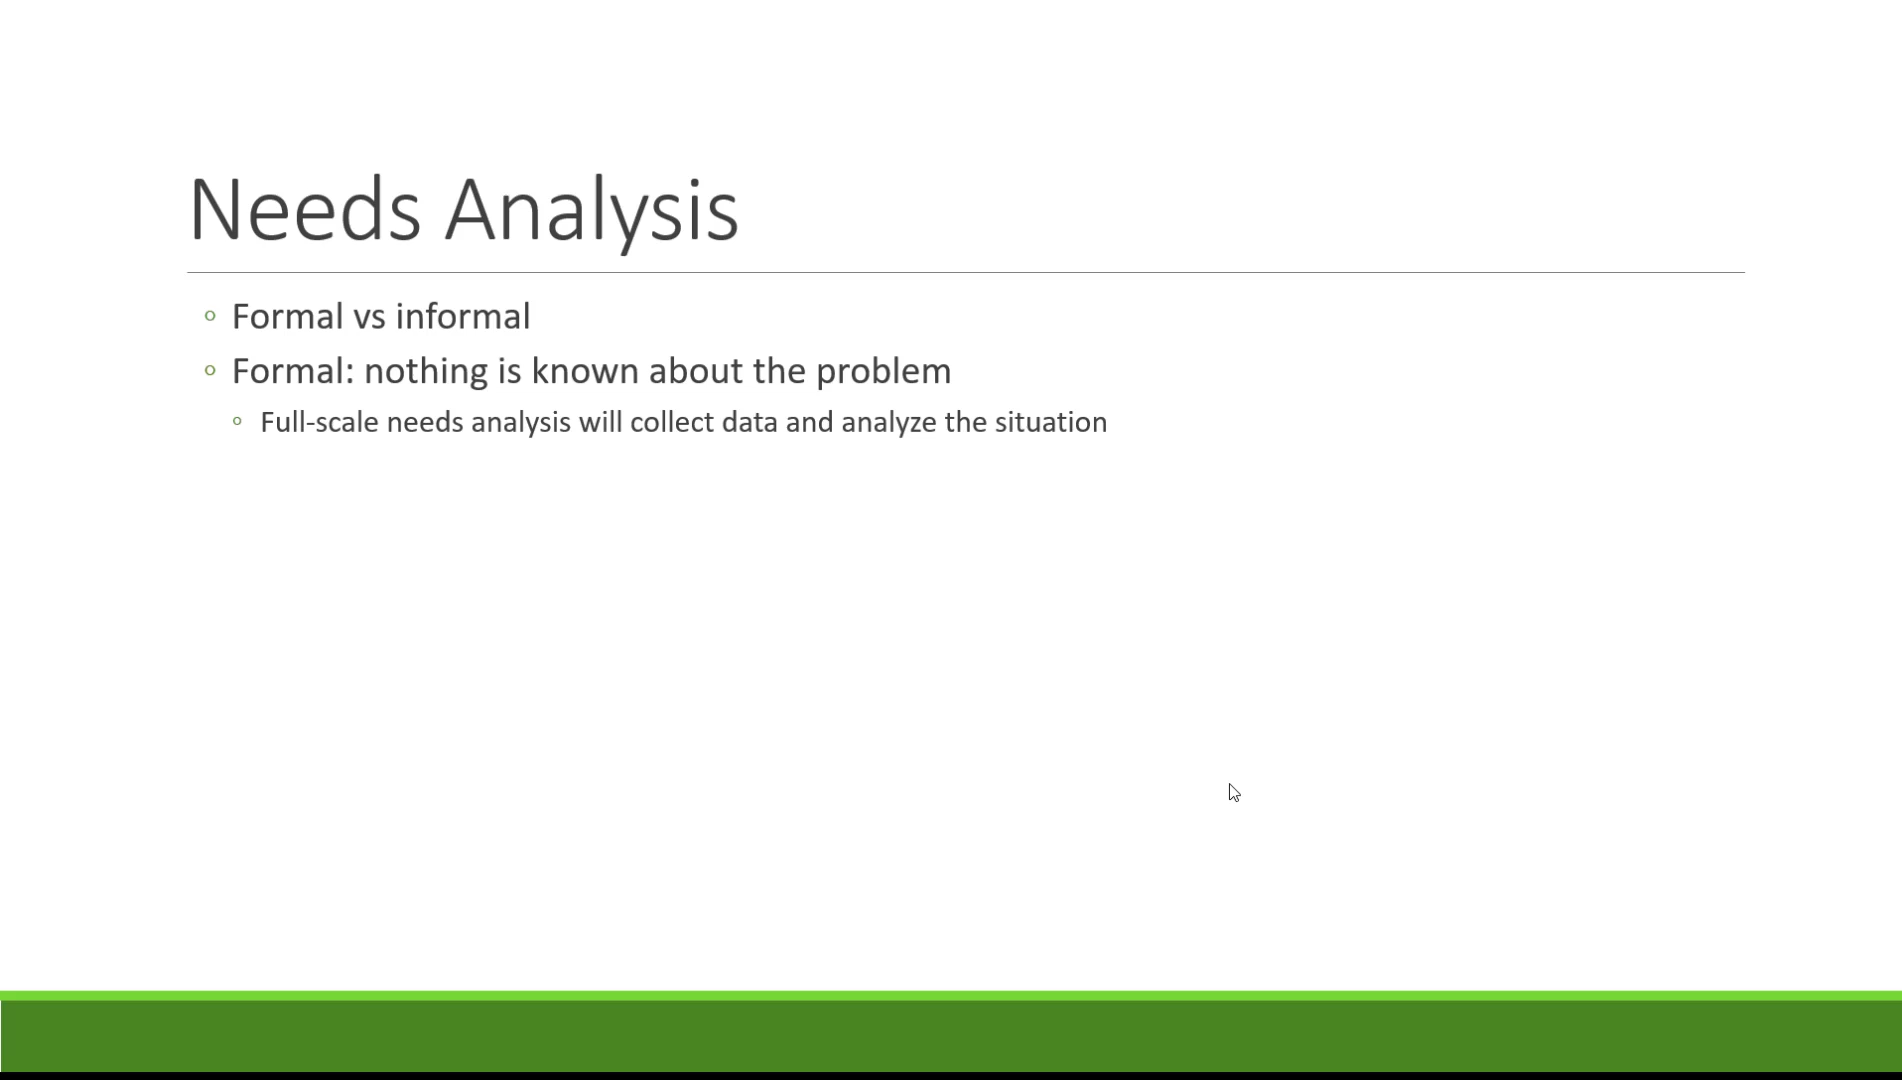 Needs Analysis
Formal vs informal
Formal: nothing is known about the problem
Full-scale needs analysis will collect data and analyze the situation